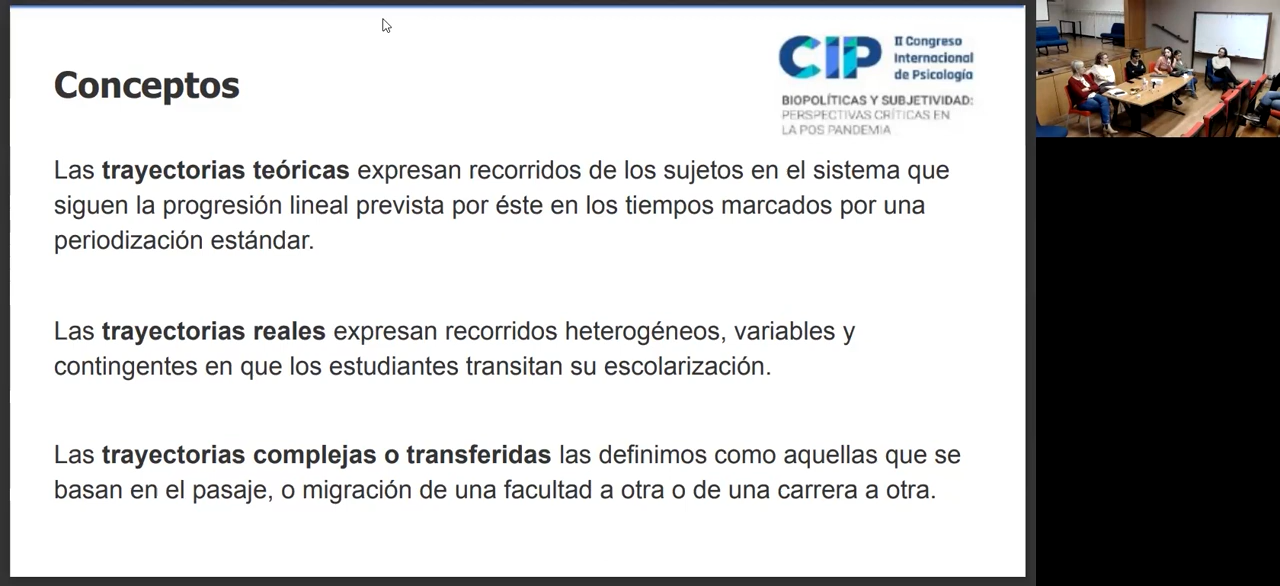 Conceptos
CIP
II Congreso
Internacional
de Psicología
BIOPOLÍTICAS Y SUBJETIVIDAD:
PERSPECTIVAS CRÍTICAS EN
LA POS PANDEMIA
Las trayectorias teóricas expresan recorridos de los sujetos en el sistema que
siguen la progresión lineal prevista por éste en los tiempos marcados por una
periodización estándar.
Las trayectorias reales expresan recorridos heterogéneos, variables y
contingentes en que los estudiantes transitan su escolarización.
Las trayectorias complejas o transferidas las definimos como aquellas que se
basan en el pasaje, o migración de una facultad a otra o de una carrera a otra.